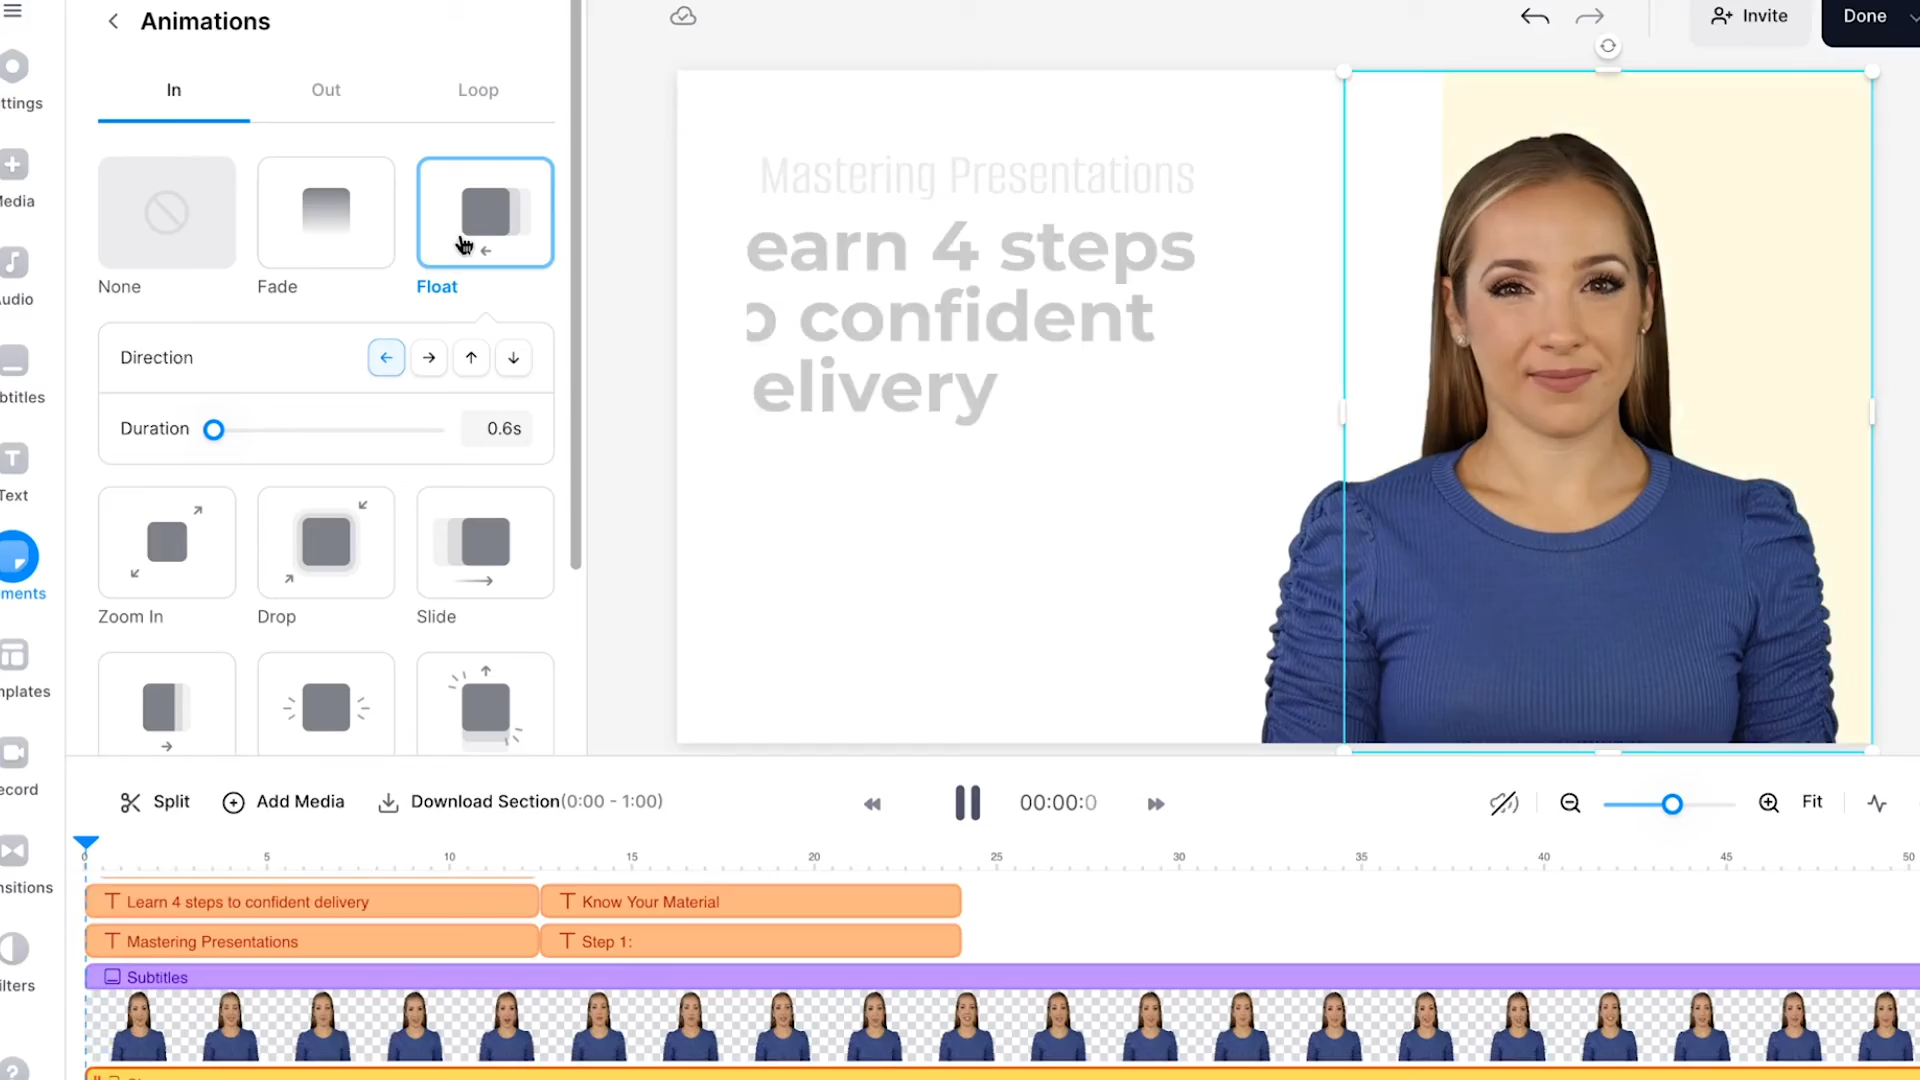 Animations
Invite
Done
In
Out
Loop
None
Fade
Float
Direction
Duration
0.6s
Zoom In
Drop
Slide
ttings
Media
udio
btitles
Text
ments
mplates
ecord
nsitions
ilters
Mastering Presentations
earn 4 steps
o confident
elivery
Split
Add Media
Download Section(0:00 - 1:00)
00:00:0
Fit
0 5 10 15 20 25 30 35 40 45 50
Learn 4 steps to confident delivery
Know Your Material
Mastering Presentations
Step 1:
Subtitles